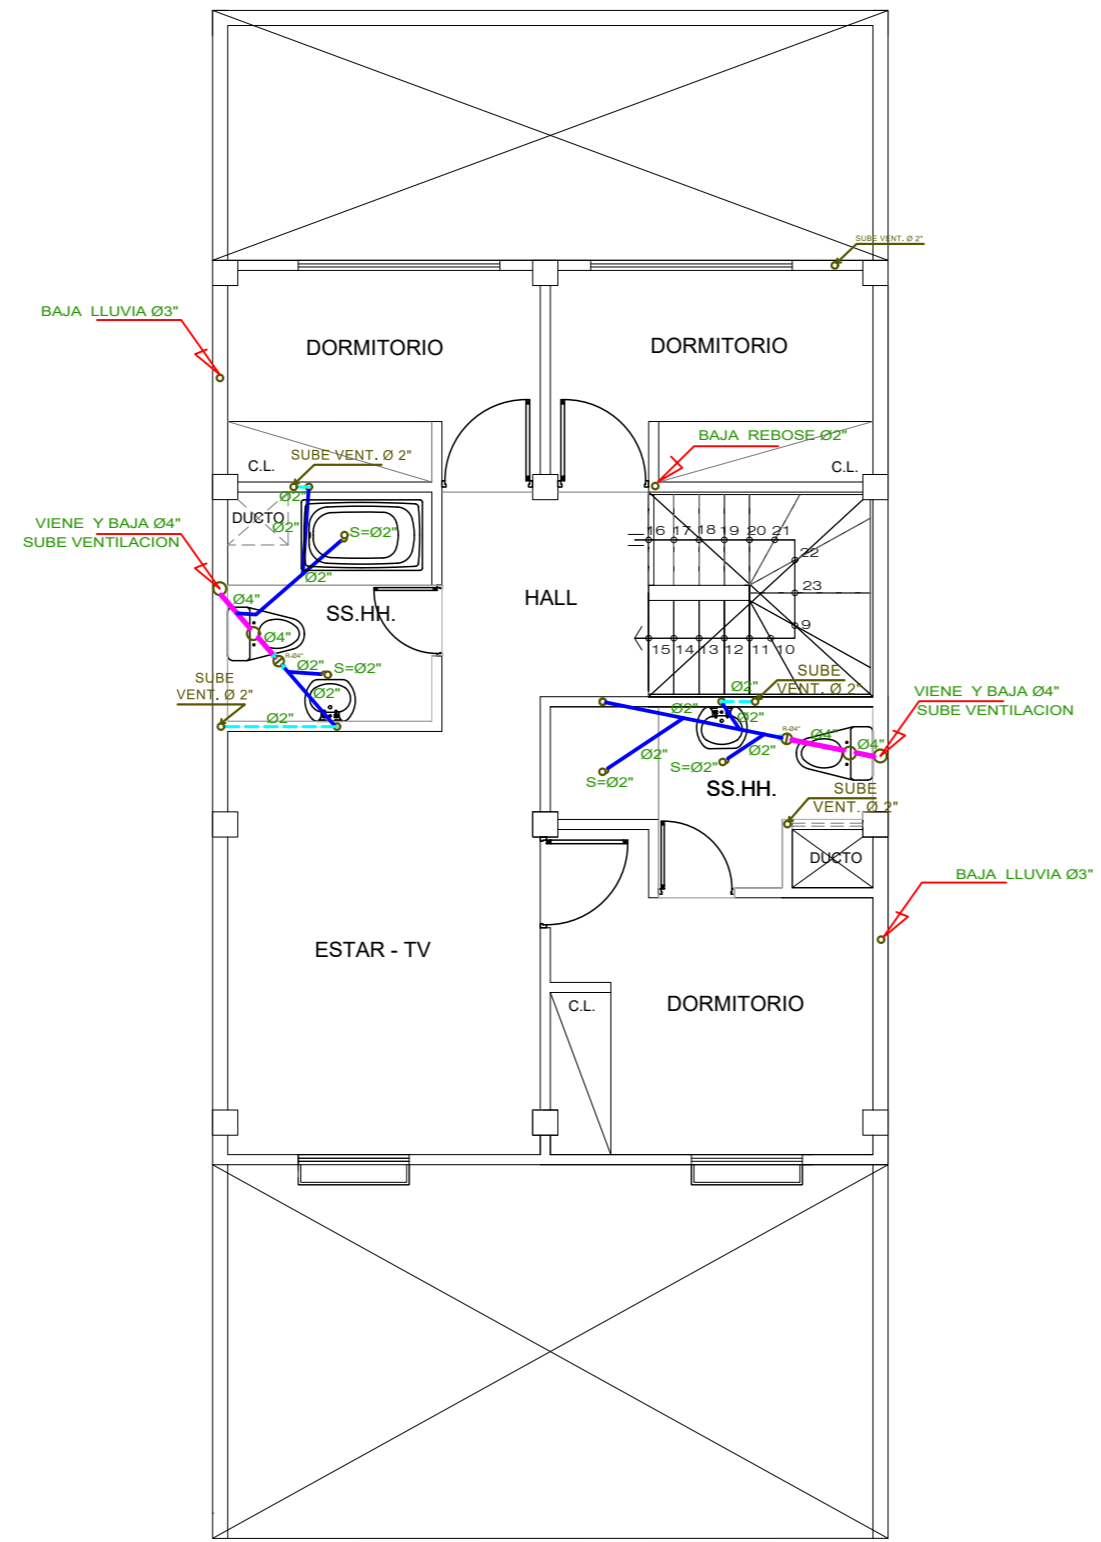 SUBE VENT. Ø 2"
BAJA LLUVIA Ø3"
DORMITORIO
DORMITORIO
BAJA REBOSE Ø2"
SUBE VENT. Ø 2"
C.L.
C.L.
Ø2"
DUCTO
Ø2"
S=Ø2"
VIENE Y BAJA Ø4"
SUBE VENTILACION
16
17
18
19
20
21
22
23
Ø2"
Ø4"
HALL
SS.HH.
9
Ø4"
15
14
13
12
11
10
R-Ø4"
Ø2"
S=Ø2"
SUBE
VENT. Ø 2"
Ø2"
Ø2"
SUBE
VENT. Ø 2"
Ø2"
VIENE Y BAJA Ø4"
SUBE VENTILACION
Ø2"
Ø2"
R-Ø4"
Ø4"
Ø4"
Ø2"
S=Ø2"
S=Ø2"
SS.HH.
SUBE
VENT. Ø 2"
DUCTO
BAJA LLUVIA Ø3"
ESTAR - TV
C.L.
DORMITORIO